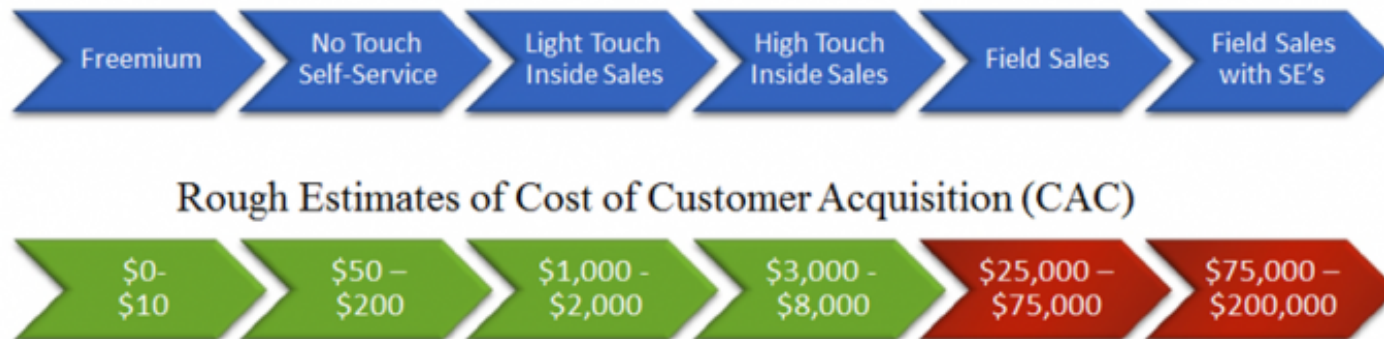 Freemium
No Touch
Self-Service
Light Touch
Inside Sales
High Touch
Inside Sales
Field Sales
Field Sales
with SE's
Rough Estimates of Cost of Customer Acquisition (CAC)
$0-
$10
$50 –
$200
$1,000 -
$2,000
$3,000 -
$8,000
$25,000 –
$75,000
$75,000 –
$200,000